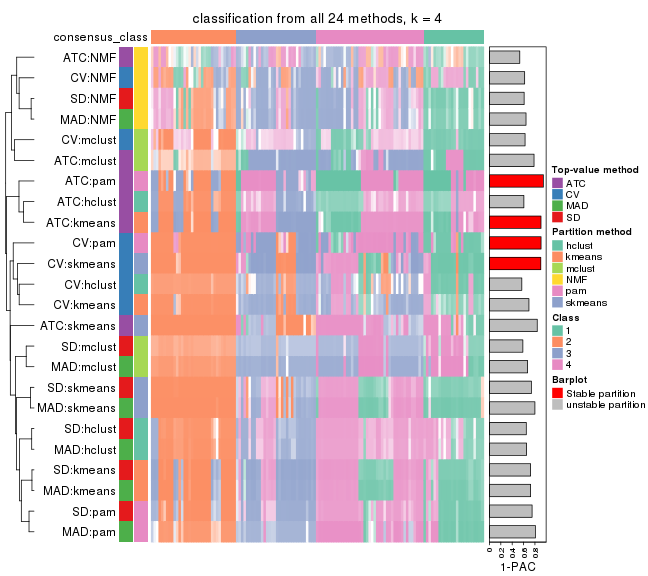 classification from all 24 methods, k = 4
consensus_class
ATC:NMF
CV:NMF
SD:NMF
MAD:NMF
CV:mclust
ATC:mclust
ATC:pam
ATC:hclust
ATC:kmeans
CV:pam
CV:skmeans
CV:hclust
CV:kmeans
ATC:skmeans
SD:mclust
MAD:mclust
SD:skmeans
MAD:skmeans
SD:hclust
MAD:hclust
SD:kmeans
MAD:kmeans
SD:pam
MAD:pam
0
0.2
0.4
0.6
0.8
1-PAC
Top-value method
ATC
CV
MAD
SD
Partition method
hclust
kmeans
mclust
NMF
pam
skmeans
Class
1
2
3
4
Barplot
Stable partition
unstable partition